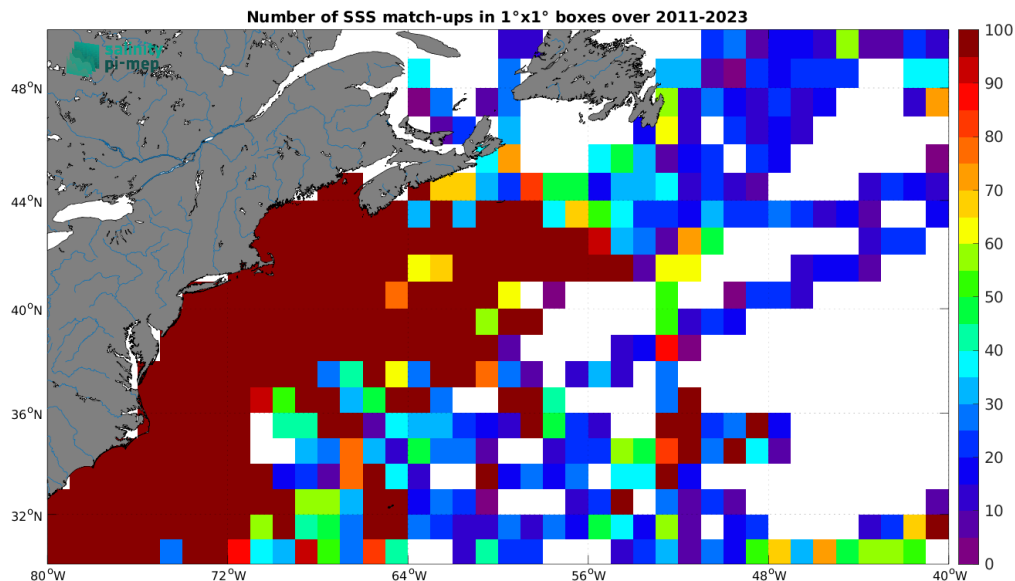 Number of SSS match-ups in 1°x1° boxes over 2011-2023
salinity
pi-mep
48°N
44°N
40°N
36°N
32°N
80°W 72°W 64°W 56°W 48°W 40°W
100
90
80
70
60
50
40
30
20
10
0